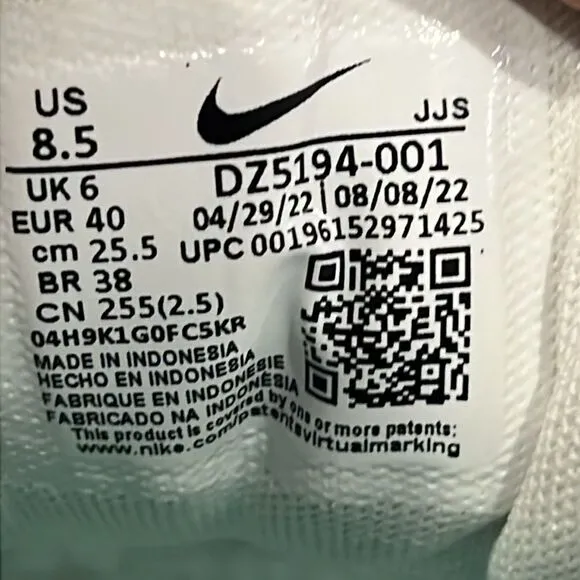 US
8.5
JJS
UK 6
DZ5194-001
EUR 40
04/29/22 | 08/08/22
cm 25.5
UPC 00196152971425
BR 38
CN 255(2.5)
04H9K1G0FC5KR
MADE IN INDONESIA
HECHO EN INDONESIA
FABRIQUE EN INDONESIE
FABRICADO NA INDONESIA
This product is covered by one or more patents:
www.nike.com/patentsvirtualmarking